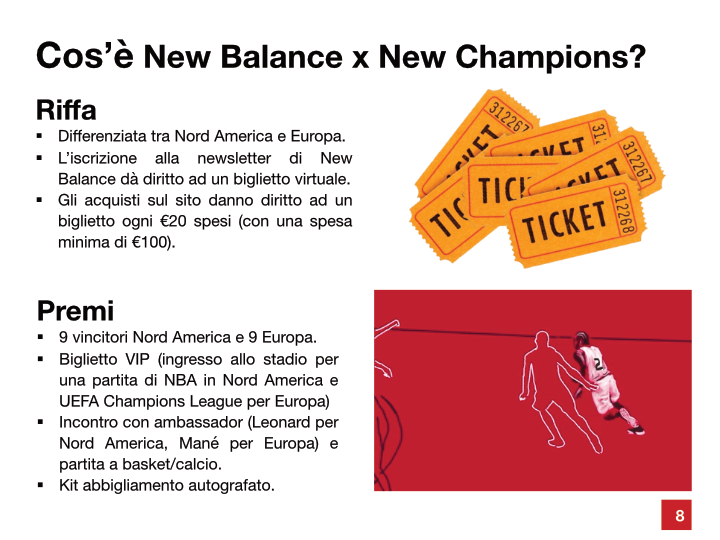 Cos’è New Balance x New Champions?
Riffa
▪ Differenziata tra Nord America e Europa.
▪ L’iscrizione alla newsletter di New
Balance dà diritto ad un biglietto virtuale.
▪ Gli acquisti sul sito danno diritto ad un
biglietto ogni €20 spesi (con una spesa
minima di €100).
312267
TICKET
312267
TICKET
TICKET
312268
Premi
▪ 9 vincitori Nord America e 9 Europa.
▪ Biglietto VIP (ingresso allo stadio per
una partita di NBA in Nord America e
UEFA Champions League per Europa)
▪ Incontro con ambassador (Leonard per
Nord America, Mané per Europa) e
partita a basket/calcio.
▪ Kit abbigliamento autografato.
2
8